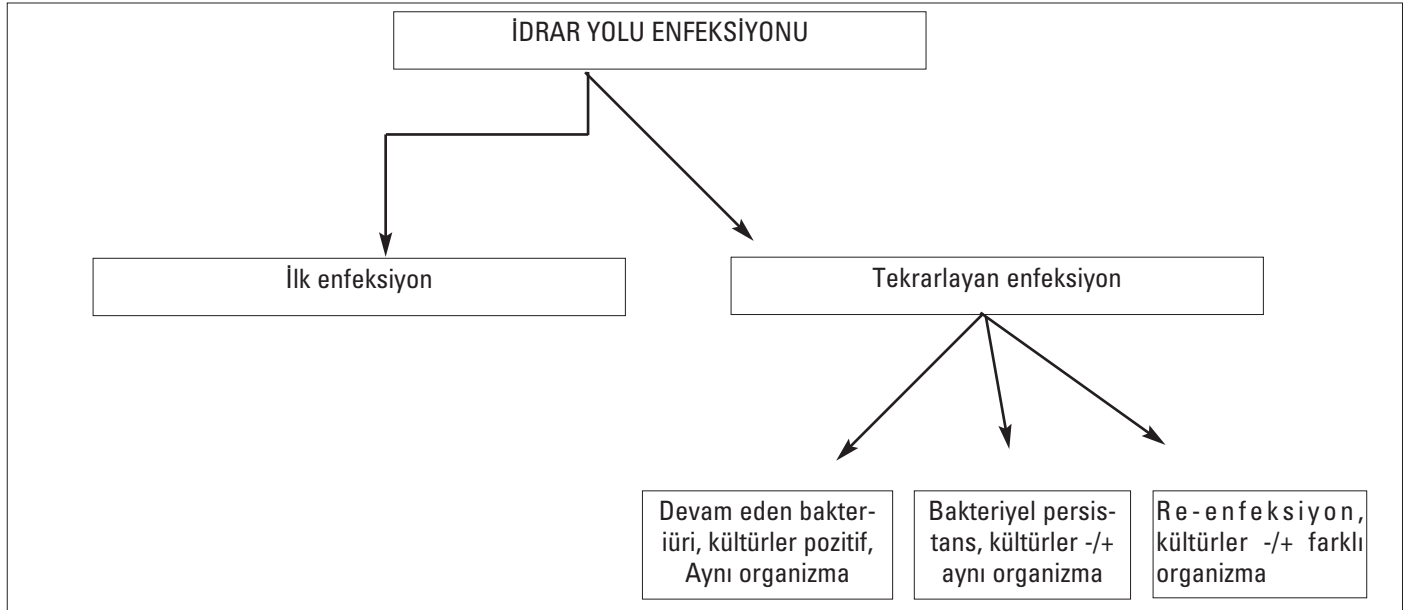 İDRAR YOLU ENFEKSİYONU
İlk enfeksiyon
Tekrarlayan enfeksiyon
Devam eden bakter-
iüri, kültürler pozitif,
Aynı organizma
Bakteriyel persis-
tans, kültürler -/+
aynı organizma
Re-enfeksiyon,
kültürler -/+ farklı
organizma